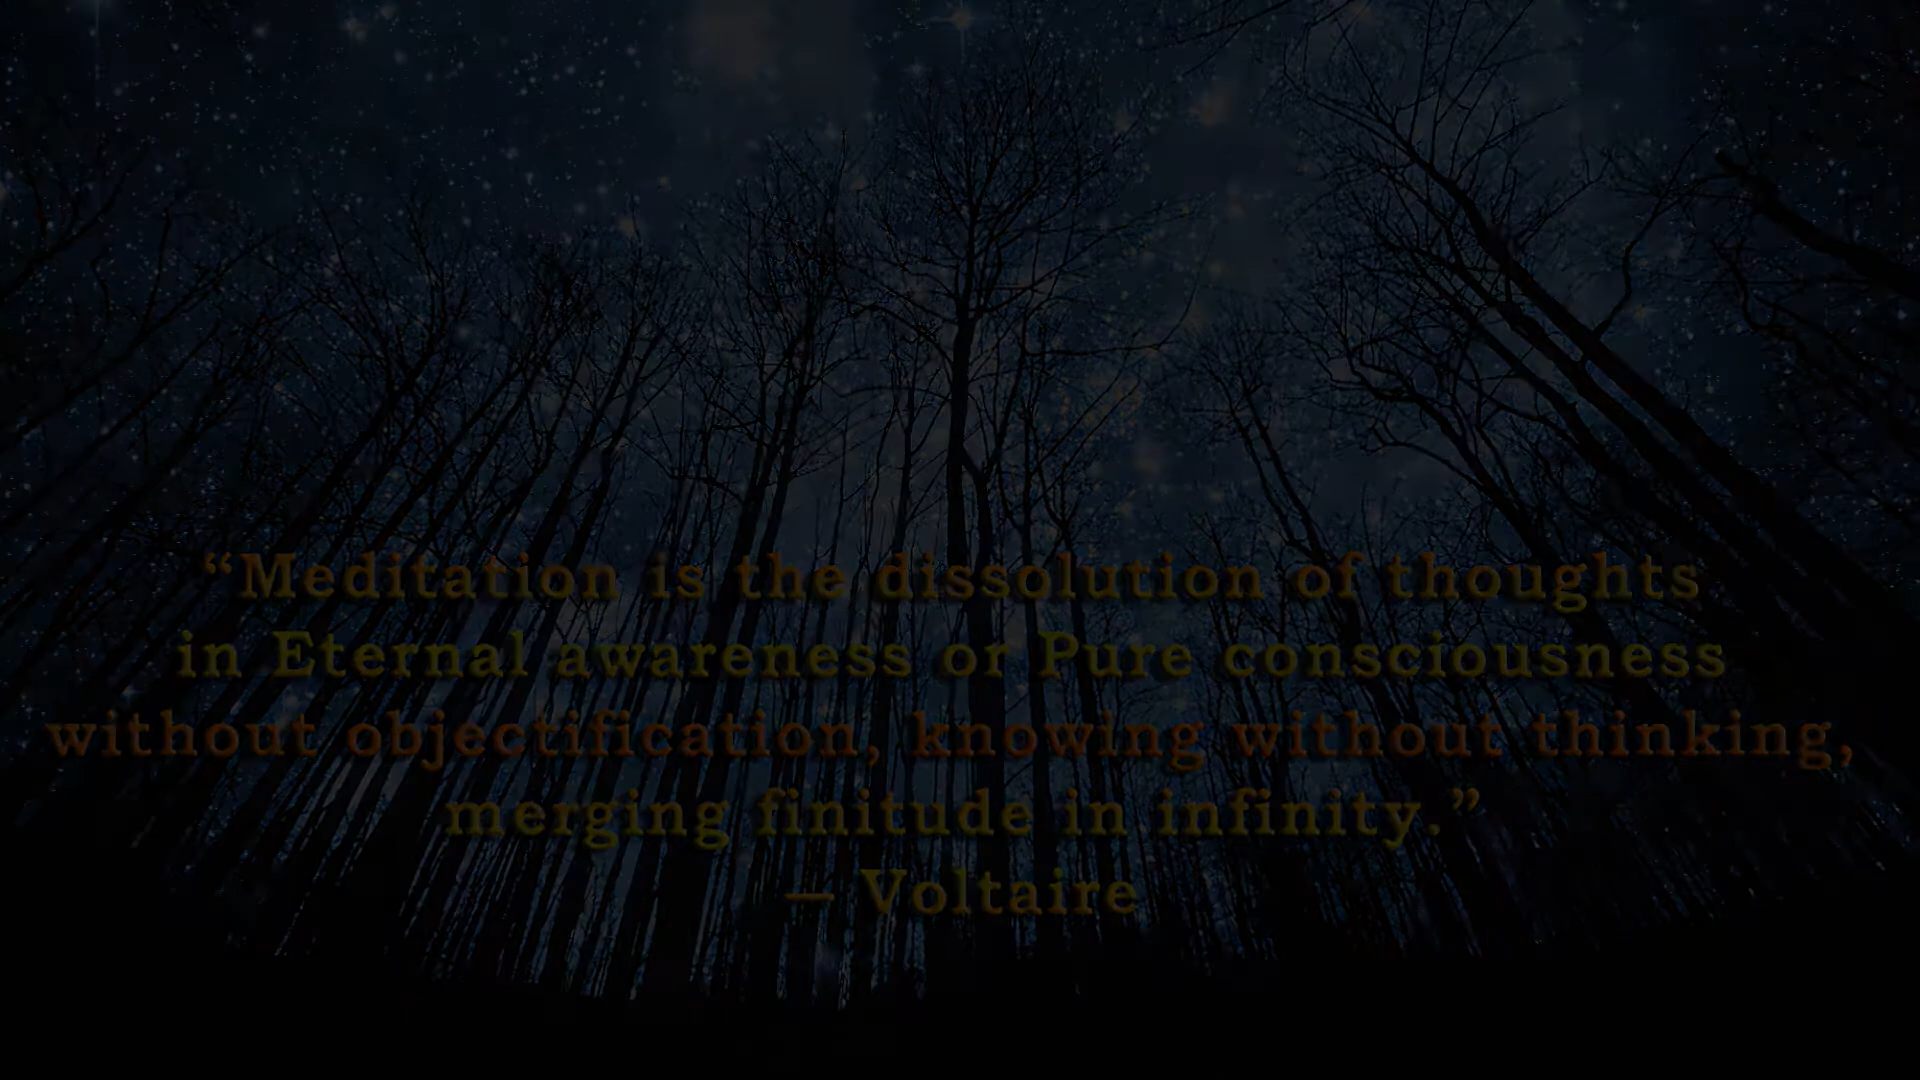 “Meditation is the dissolution of thoughts
in Eternal awareness or Pure consciousness
without objectification, knowing without thinking,
merging finitude in infinity.”
— Voltaire